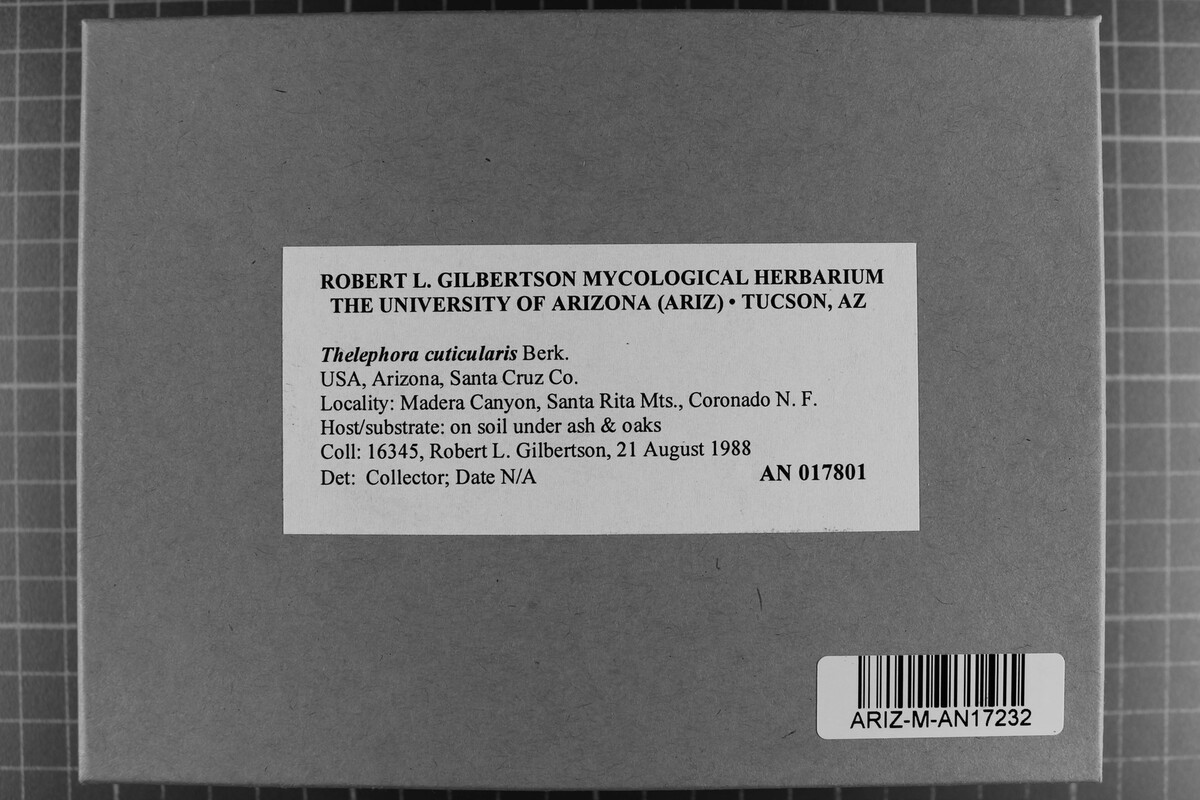 ROBERT L. GILBERTSON MYCOLOGICAL HERBARIUM
THE UNIVERSITY OF ARIZONA (ARIZ) • TUCSON, AZ
Thelephora cuticularis Berk.
USA, Arizona, Santa Cruz Co.
Locality: Madera Canyon, Santa Rita Mts., Coronado N. F.
Host/substrate: on soil under ash & oaks
Coll: 16345, Robert L. Gilbertson, 21 August 1988
Det: Collector; Date N/A AN 017801
ARIZ-M-AN17232